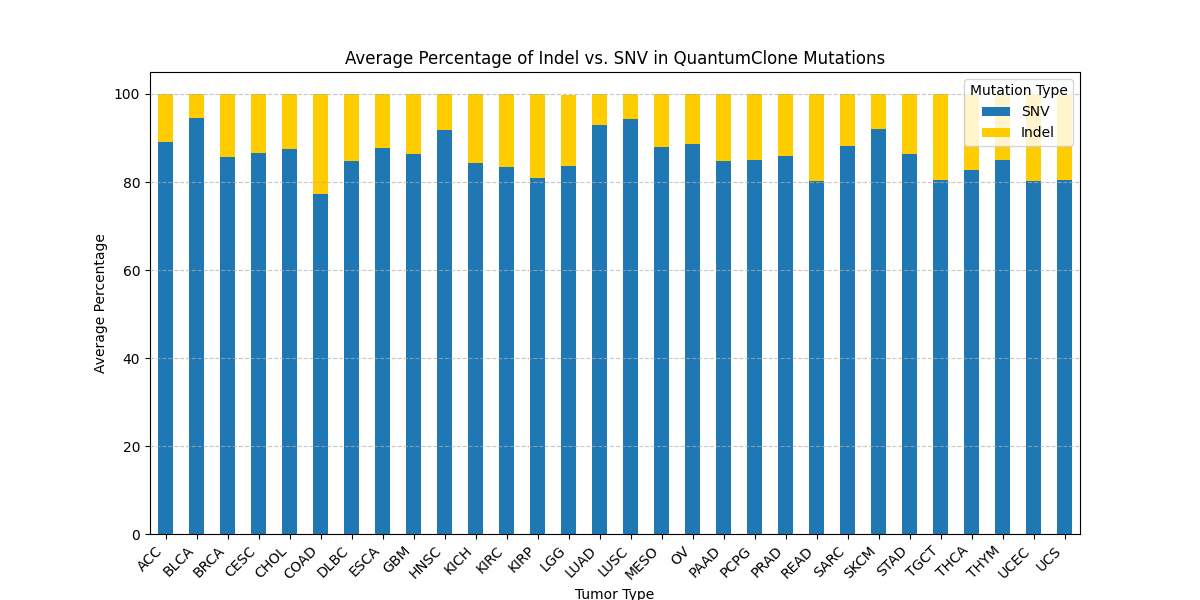 Average Percentage of Indel vs. SNV in QuantumClone Mutations
Mutation Type
SNV
Indel
Average Percentage
100
80
60
40
20
0
ACC
BLCA
BRCA
CESC
CHOL
COAD
DLBC
ESCA
GBM
HNSC
KICH
KIRC
KIRP
LGG
LUAD
LUSC
MESO
OV
PAAD
PCPG
PRAD
READ
SARC
SKCM
STAD
TGCT
THCA
THYM
UCEC
UCS
Tumor Type